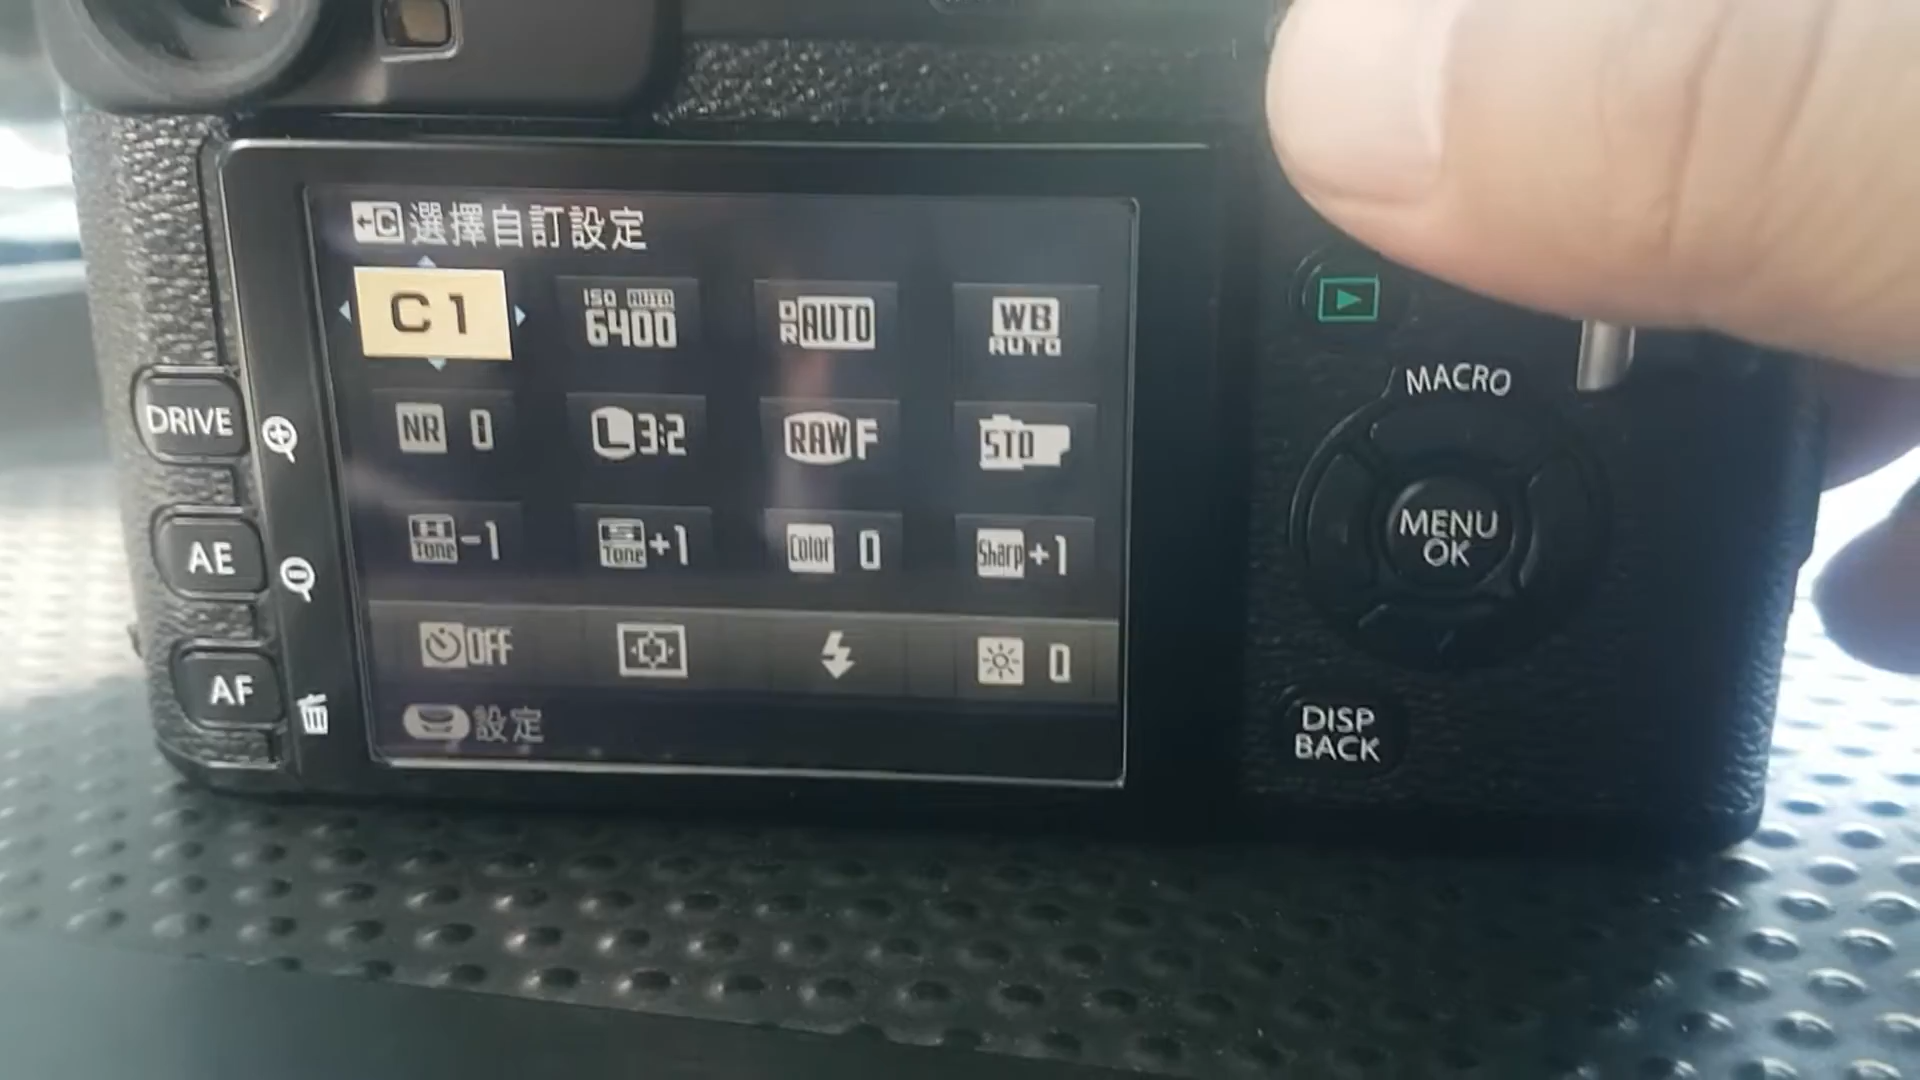 ←C 選擇自訂設定
C1 ISO AUTO 6400 DR AUTO WB AUTO
NR 0 L 3:2 RAW F STD
H Tone -1 S Tone +1 Color 0 Sharp +1
OFF 0
設定
DRIVE
AE
AF
MACRO
MENU
OK
DISP
BACK